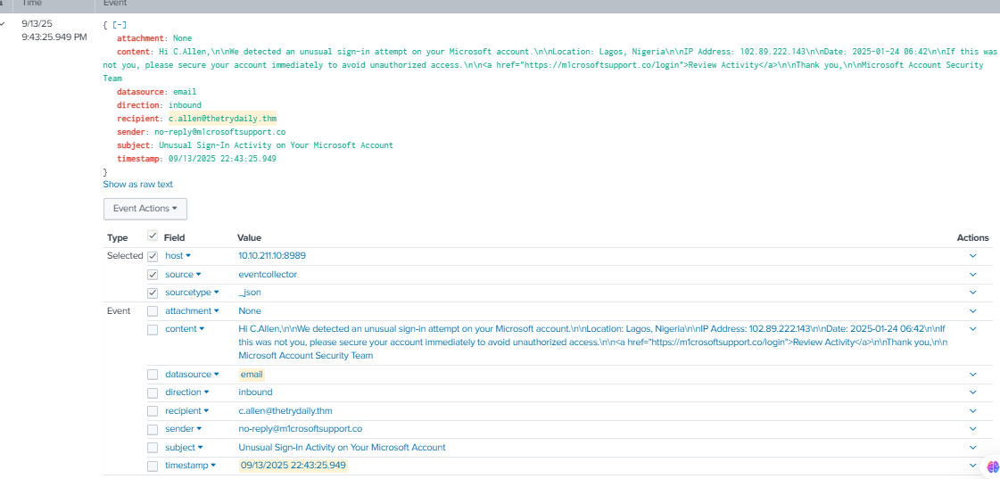 Time Event
9/13/25
9:43:25.949 PM
{ [-]
attachment: None
content: Hi C.Allen,\n\nWe detected an unusual sign-in attempt on your Microsoft account.\n\nLocation: Lagos, Nigeria\n\nIP Address: 102.89.222.143\n\nDate: 2025-01-24 06:42\n\nIf this was
not you, please secure your account immediately to avoid unauthorized access.\n\n<a href="https://m1crosoftsupport.co/login">Review Activity</a>\n\nThank you,\n\nMicrosoft Account Security
Team
datasource: email
direction: inbound
recipient: c.allen@thetrydaily.thm
sender: no-reply@m1crosoftsupport.co
subject: Unusual Sign-In Activity on Your Microsoft Account
timestamp: 09/13/2025 22:43:25.949
}
Show as raw text
Event Actions
Type Field Value Actions
Selected host 10.10.211.10:8989
source eventcollector
sourcetype _json
Event attachment None
content Hi C.Allen,\n\nWe detected an unusual sign-in attempt on your Microsoft account.\n\nLocation: Lagos, Nigeria\n\nIP Address: 102.89.222.143\n\nDate: 2025-01-24 06:42\n\nIf
this was not you, please secure your account immediately to avoid unauthorized access.\n\n<a href="https://m1crosoftsupport.co/login">Review Activity</a>\n\nThank you,\n\n
Microsoft Account Security Team
datasource email
direction inbound
recipient c.allen@thetrydaily.thm
sender no-reply@m1crosoftsupport.co
subject Unusual Sign-In Activity on Your Microsoft Account
timestamp 09/13/2025 22:43:25.949